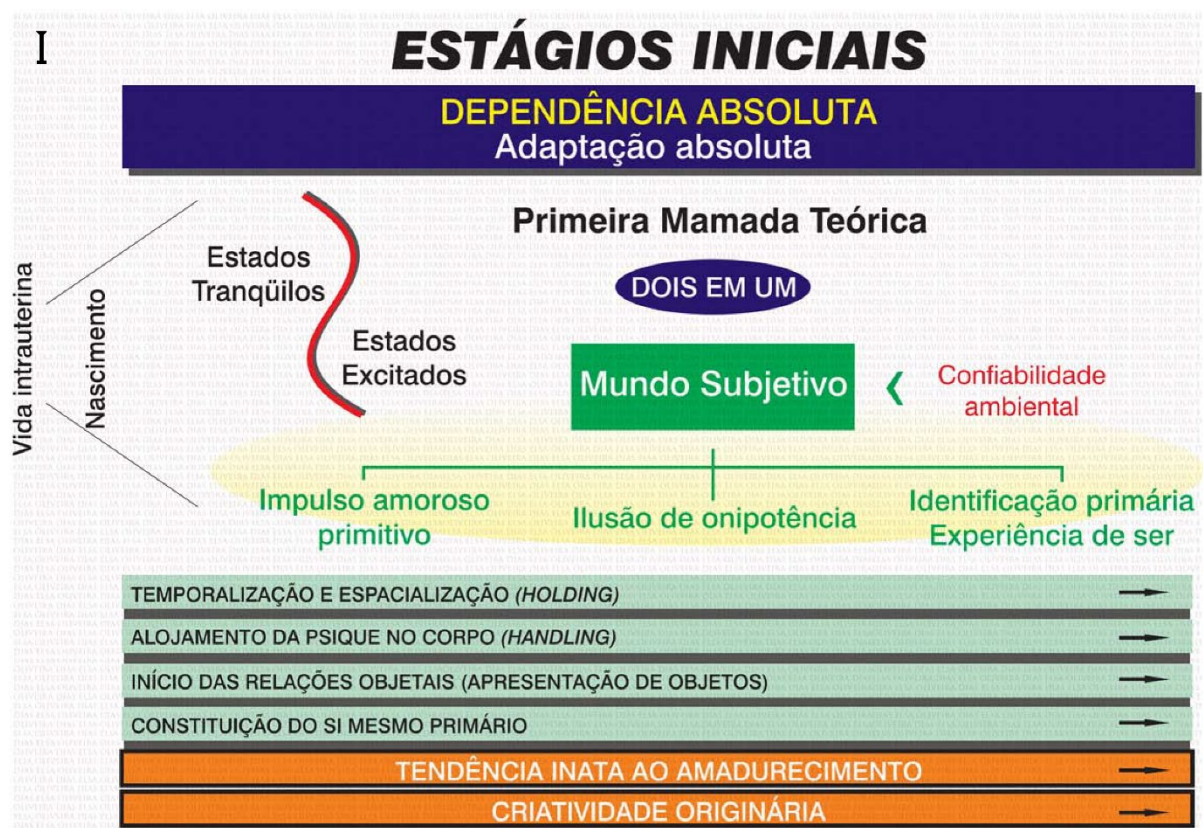 I
ESTÁGIOS INICIAIS
DEPENDÊNCIA ABSOLUTA
Adaptação absoluta
Vida intrauterina
Nascimento
Estados
Tranqüilos
Estados
Excitados
Primeira Mamada Teórica
DOIS EM UM
Mundo Subjetivo
Confiabilidade
ambiental
Impulso amoroso
primitivo
Ilusão de onipotência
Identificação primária
Experiência de ser
TEMPORALIZAÇÃO E ESPACIALIZAÇÃO (HOLDING)
ALOJAMENTO DA PSIQUE NO CORPO (HANDLING)
INÍCIO DAS RELAÇÕES OBJETAIS (APRESENTAÇÃO DE OBJETOS)
CONSTITUIÇÃO DO SI MESMO PRIMÁRIO
TENDÊNCIA INATA AO AMADURECIMENTO
CRIATIVIDADE ORIGINÁRIA